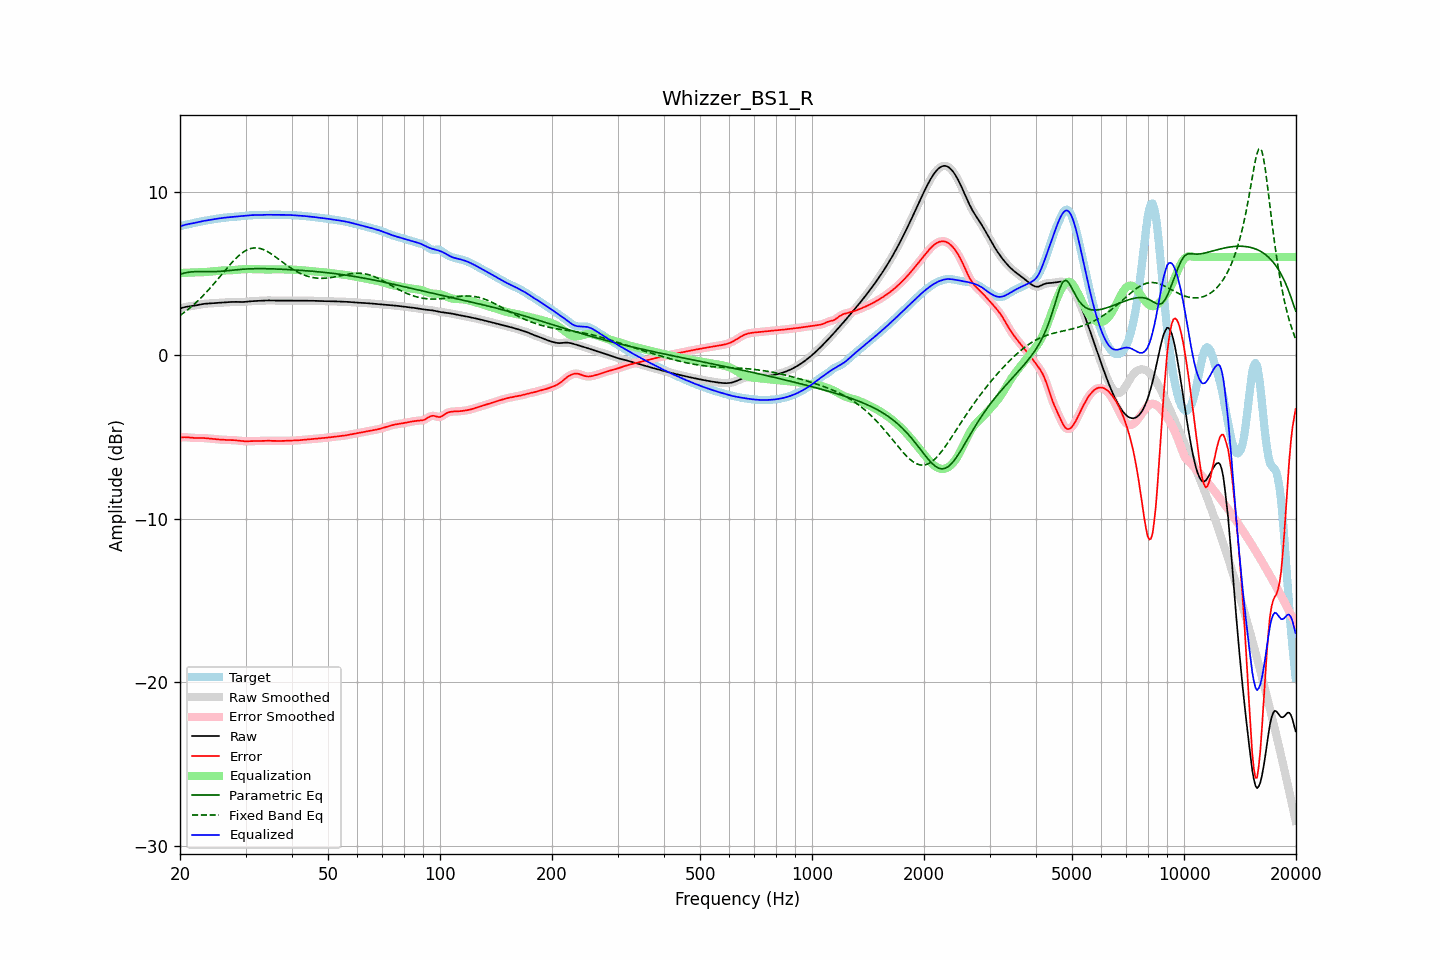 Whizzer_BS1_R
Amplitude (dBr)
10
0
−10
−20
−30
Target
Raw Smoothed
Error Smoothed
Raw
Error
Equalization
Parametric Eq
Fixed Band Eq
Equalized
20 50 100 200 500 1000 2000 5000 10000 20000
Frequency (Hz)